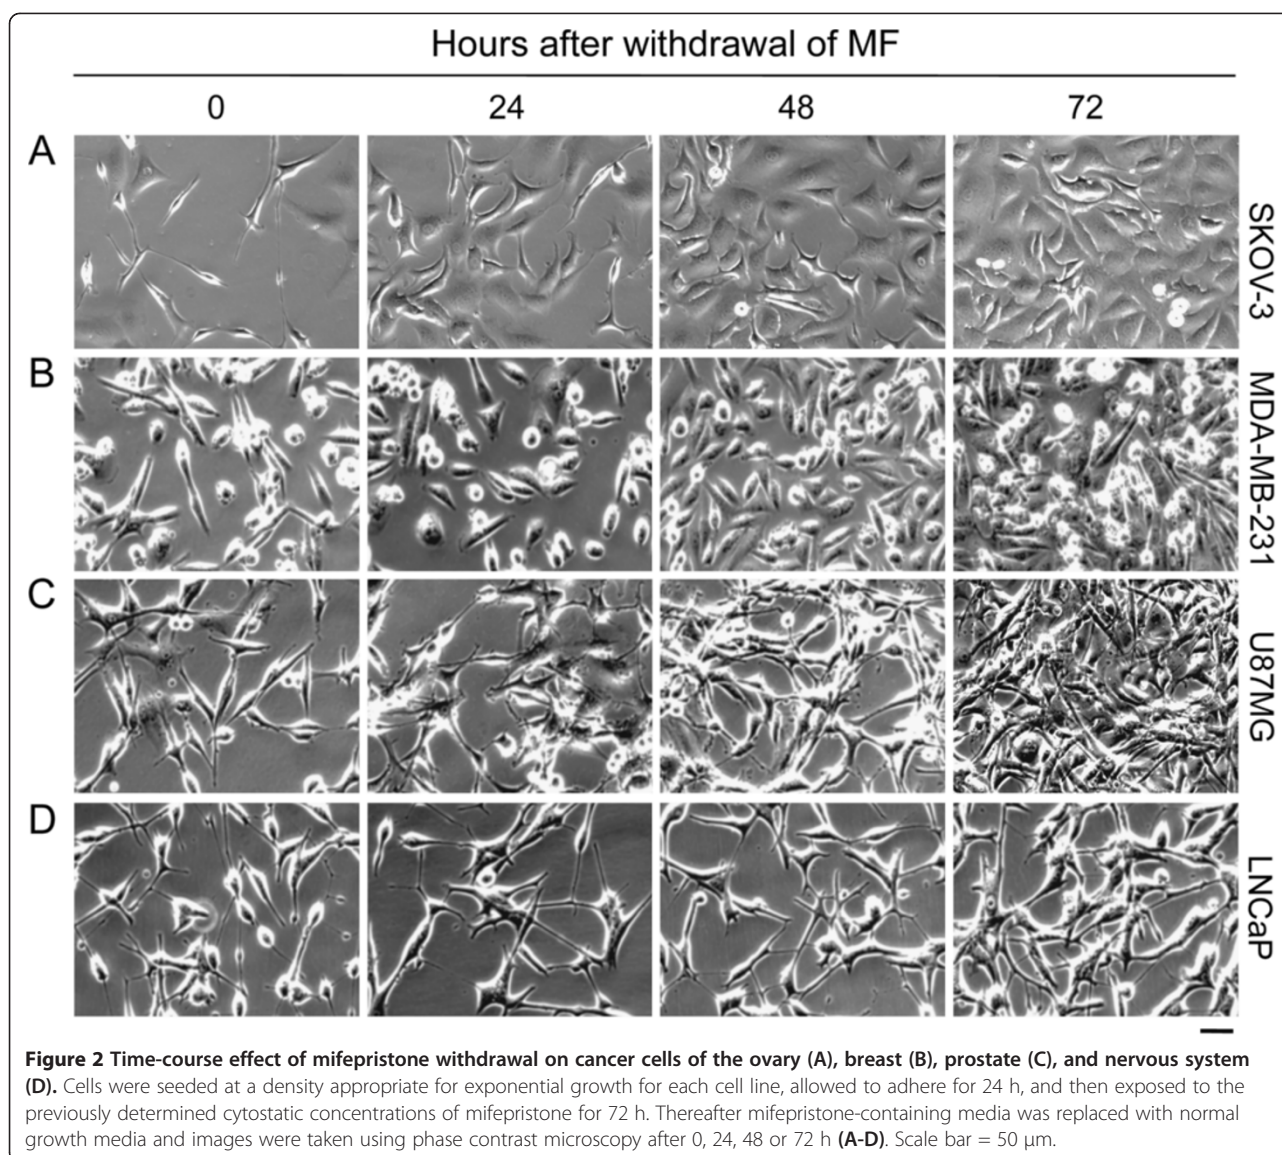 Hours after withdrawal of MF
0 24 48 72
A
SKOV-3
B
MDA-MB-231
C
U87MG
D
LNCaP
Figure 2 Time-course effect of mifepristone withdrawal on cancer cells of the ovary (A), breast (B), prostate (C), and nervous system
(D). Cells were seeded at a density appropriate for exponential growth for each cell line, allowed to adhere for 24 h, and then exposed to the
previously determined cytostatic concentrations of mifepristone for 72 h. Thereafter mifepristone-containing media was replaced with normal
growth media and images were taken using phase contrast microscopy after 0, 24, 48 or 72 h (A-D). Scale bar = 50 μm.